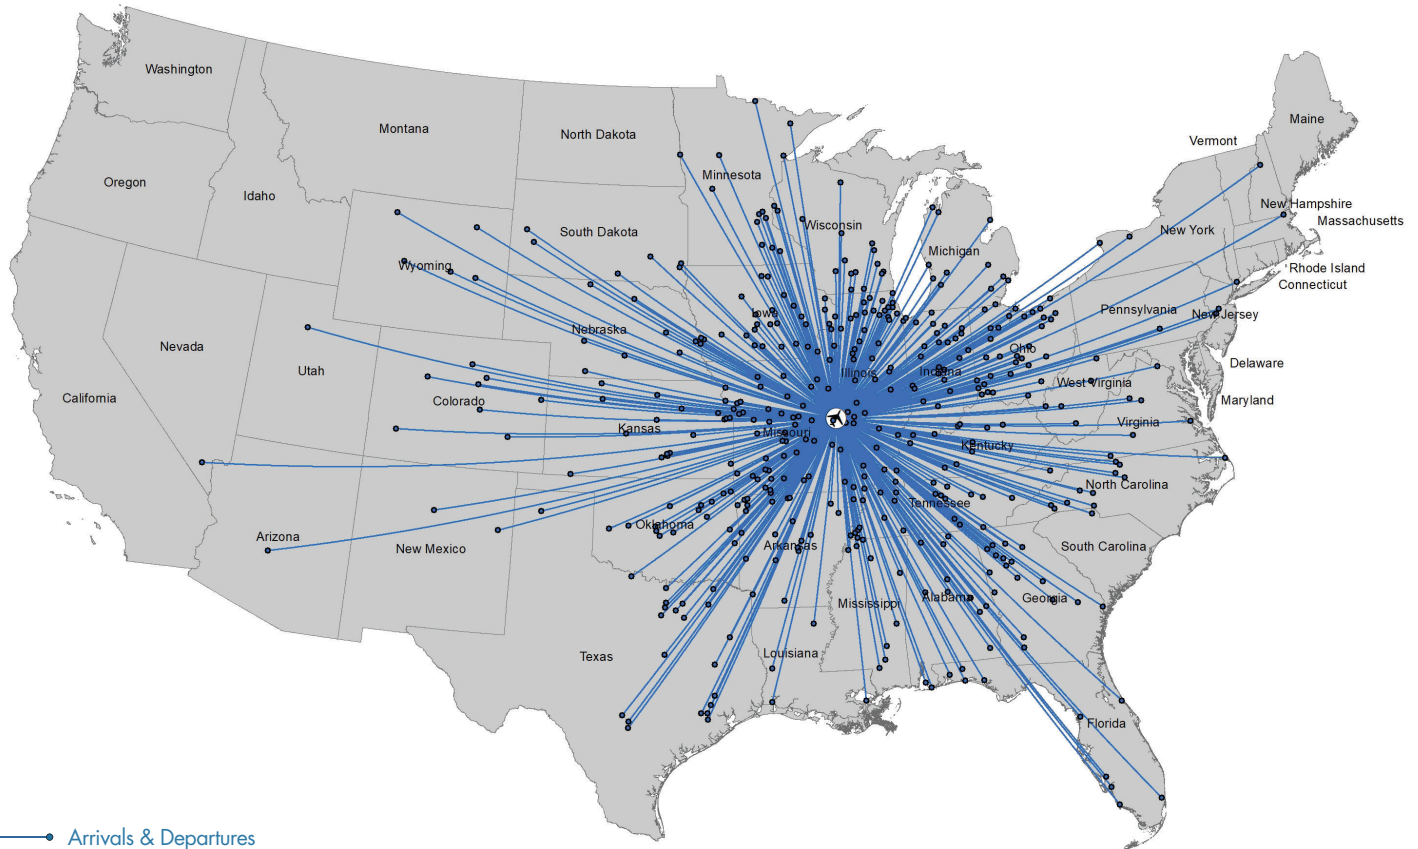 Washington
Montana
North Dakota
Minnesota
Maine
Vermont
Oregon
Idaho
Wisconsin
New Hampshire
Massachusetts
South Dakota
Michigan
New York
Wyoming
Rhode Island
Connecticut
Iowa
Pennsylvania
New Jersey
Nebraska
Nevada
Ohio
Utah
Illinois
Indiana
Delaware
West Virginia
California
Colorado
Maryland
Kansas
Missouri
Virginia
Kentucky
North Carolina
Tennessee
Oklahoma
Arizona
New Mexico
Arkansas
South Carolina
Mississippi
Alabama
Georgia
Texas
Louisiana
Florida
Arrivals & Departures